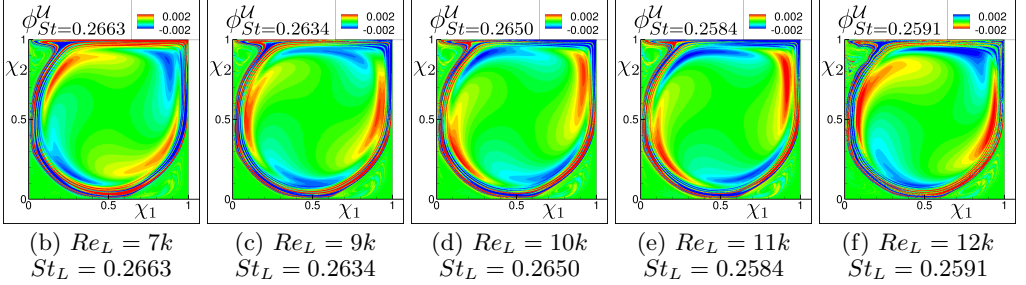 ϕ^𝒰_{St=0.2663} 0.002 -0.002
1 χ₂ 0.5 0 0 0.5 χ₁ 1
(b) Re_L = 7k
St_L = 0.2663
ϕ^𝒰_{St=0.2634} 0.002 -0.002
1 χ₂ 0.5 0 0 0.5 χ₁ 1
(c) Re_L = 9k
St_L = 0.2634
ϕ^𝒰_{St=0.2650} 0.002 -0.002
1 χ₂ 0.5 0 0 0.5 χ₁ 1
(d) Re_L = 10k
St_L = 0.2650
ϕ^𝒰_{St=0.2584} 0.002 -0.002
1 χ₂ 0.5 0 0 0.5 χ₁ 1
(e) Re_L = 11k
St_L = 0.2584
ϕ^𝒰_{St=0.2591} 0.002 -0.002
1 χ₂ 0.5 0 0 0.5 χ₁ 1
(f) Re_L = 12k
St_L = 0.2591